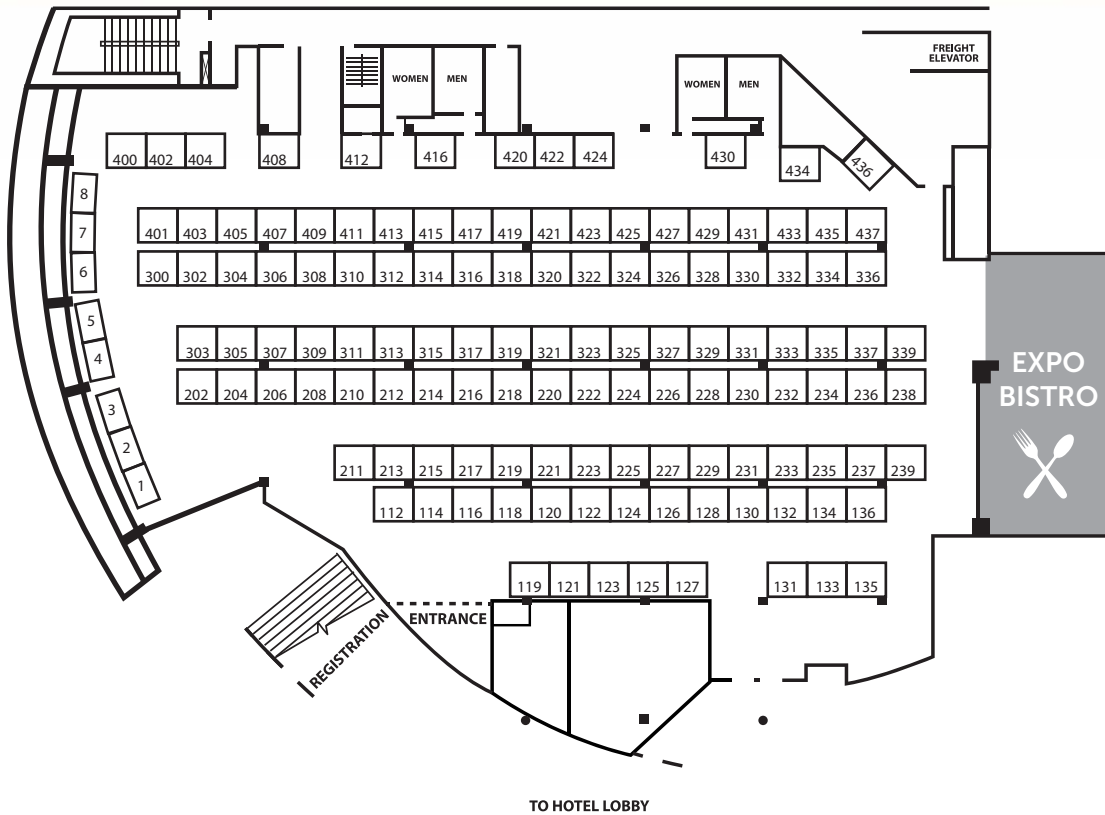 FREIGHT
ELEVATOR
WOMEN MEN
WOMEN MEN
400 402 404 408 412 416 420 422 424 430 434 436
8
7
6
5
4
3
2
1
401 403 405 407 409 411 413 415 417 419 421 423 425 427 429 431 433 435 437
300 302 304 306 308 310 312 314 316 318 320 322 324 326 328 330 332 334 336
303 305 307 309 311 313 315 317 319 321 323 325 327 329 331 333 335 337 339
202 204 206 208 210 212 214 216 218 220 222 224 226 228 230 232 234 236 238
EXPO
BISTRO
211 213 215 217 219 221 223 225 227 229 231 233 235 237 239
112 114 116 118 120 122 124 126 128 130 132 134 136
119 121 123 125 127 131 133 135
ENTRANCE
REGISTRATION
TO HOTEL LOBBY